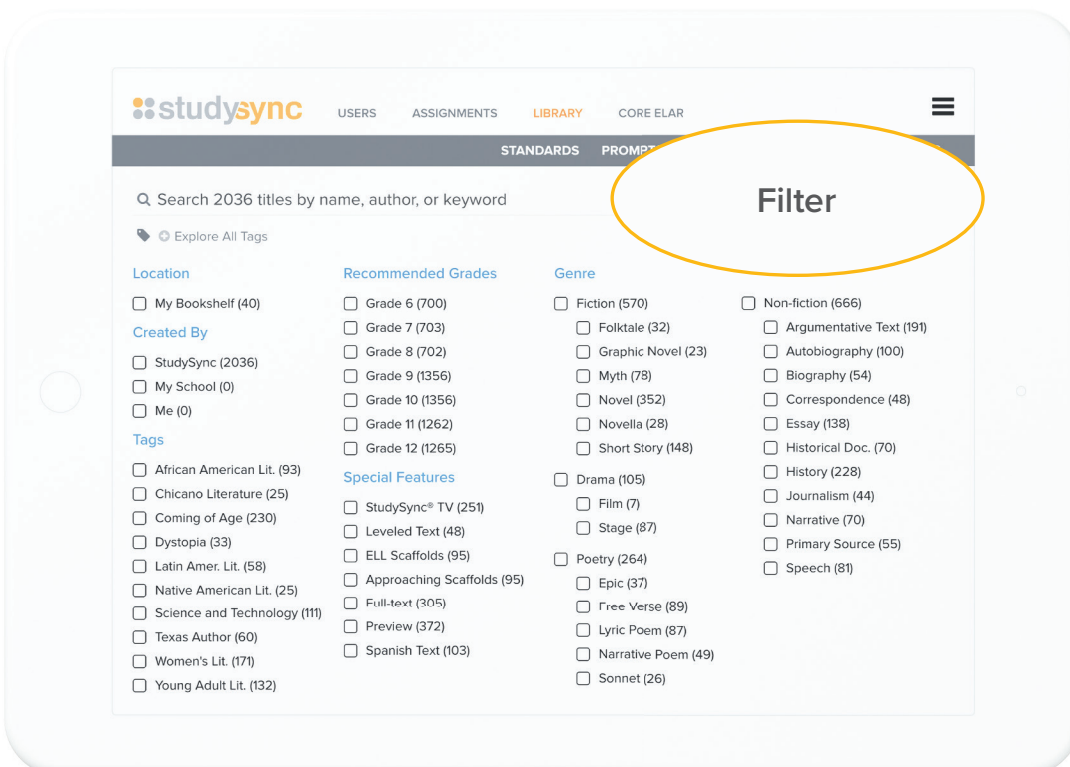 studysync
USERS ASSIGNMENTS LIBRARY CORE ELAR
STANDARDS
Filter
Search 2036 titles by name, author, or keyword
Explore All Tags
Location
My Bookshelf (40)
Created By
StudySync (2036)
My School (0)
Me (0)
Tags
African American Lit. (93)
Chicano Literature (25)
Coming of Age (230)
Dystopia (33)
Latin Amer. Lit. (58)
Native American Lit. (25)
Science and Technology (111)
Texas Author (60)
Women's Lit. (171)
Young Adult Lit. (132)
Recommended Grades
Grade 6 (700)
Grade 7 (703)
Grade 8 (702)
Grade 9 (1356)
Grade 10 (1356)
Grade 11 (1262)
Grade 12 (1265)
Special Features
StudySync® TV (251)
Leveled Text (48)
ELL Scaffolds (95)
Approaching Scaffolds (95)
Full-text (305)
Preview (372)
Spanish Text (103)
Genre
Fiction (570)
Folktale (32)
Graphic Novel (23)
Myth (78)
Novel (352)
Novella (28)
Short Story (148)
Drama (105)
Film (7)
Stage (87)
Poetry (264)
Epic (37)
Free Verse (89)
Lyric Poem (87)
Narrative Poem (49)
Sonnet (26)
Non-fiction (666)
Argumentative Text (191)
Autobiography (100)
Biography (54)
Correspondence (48)
Essay (138)
Historical Doc. (70)
History (228)
Journalism (44)
Narrative (70)
Primary Source (55)
Speech (81)